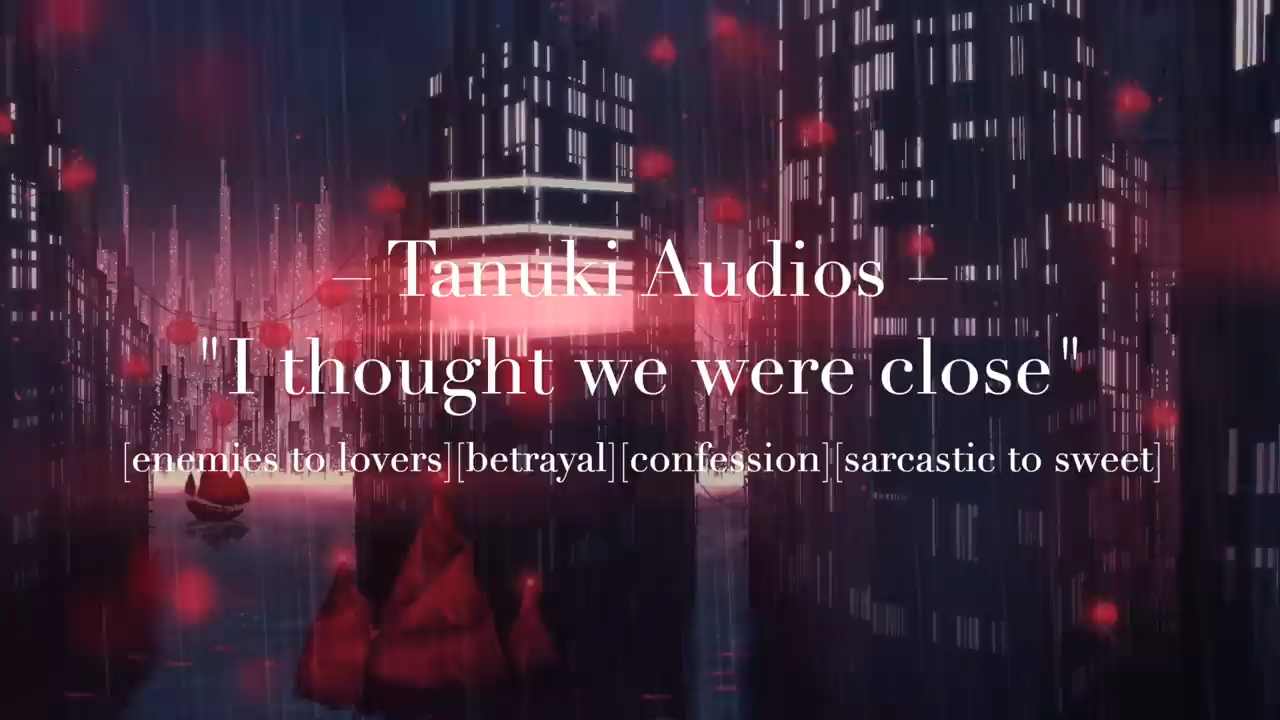 – Tanuki Audios –
"I thought we were close"
[enemies to lovers][betrayal][confession][sarcastic to sweet]